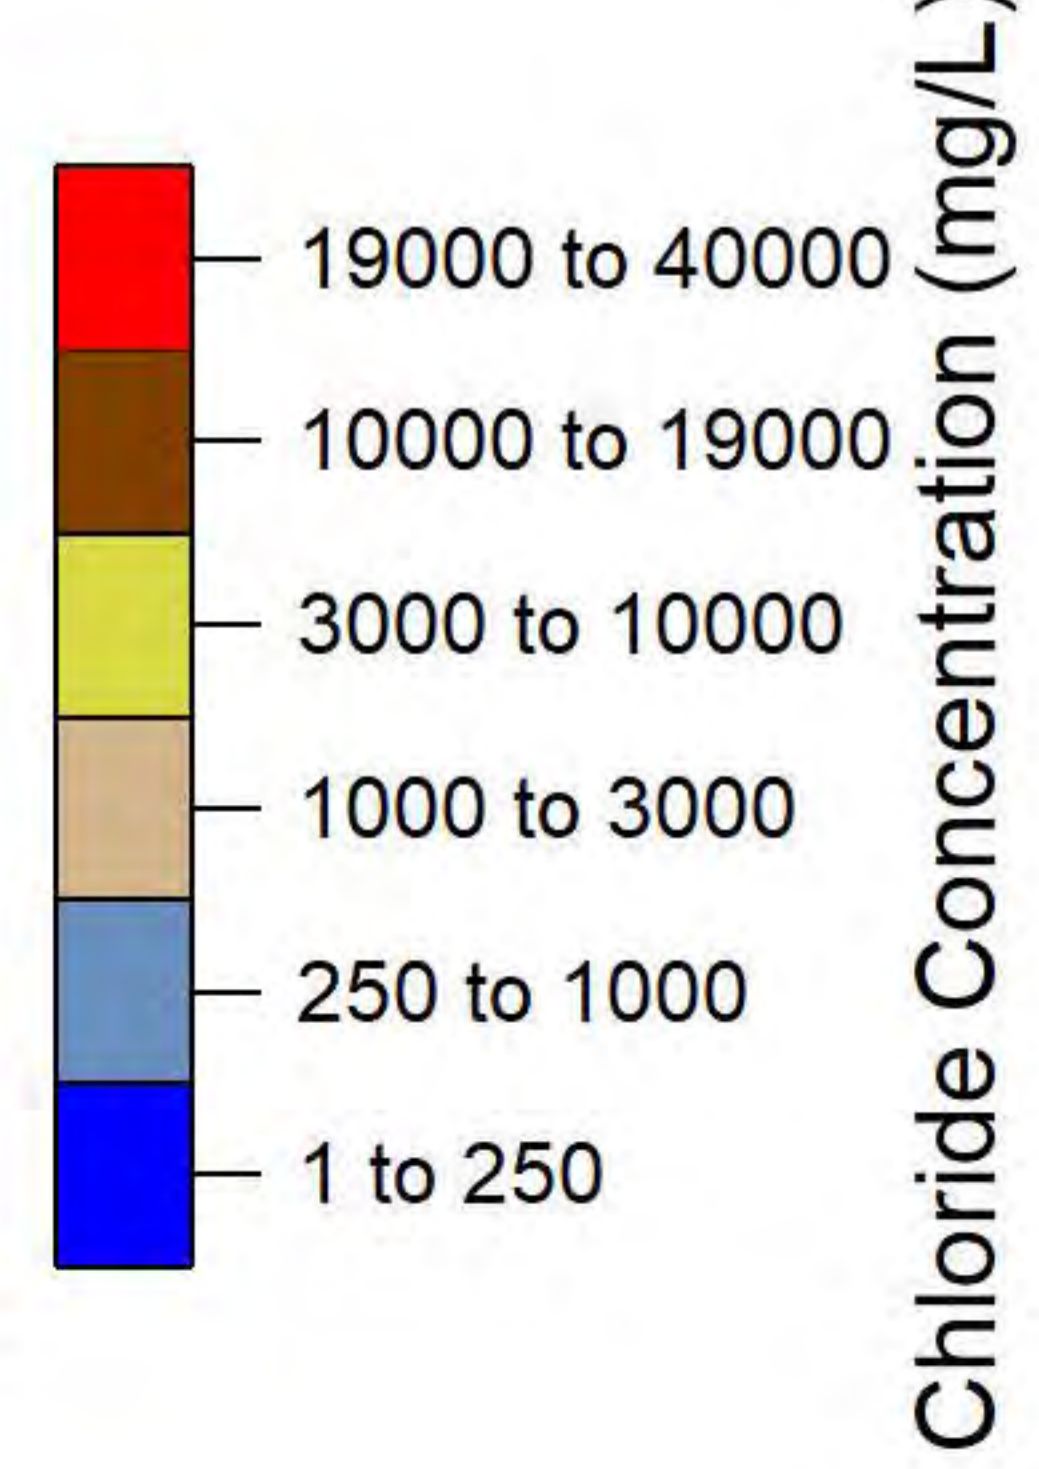 19000 to 40000
10000 to 19000
3000 to 10000
1000 to 3000
250 to 1000
1 to 250
Chloride Concentration (mg/L)